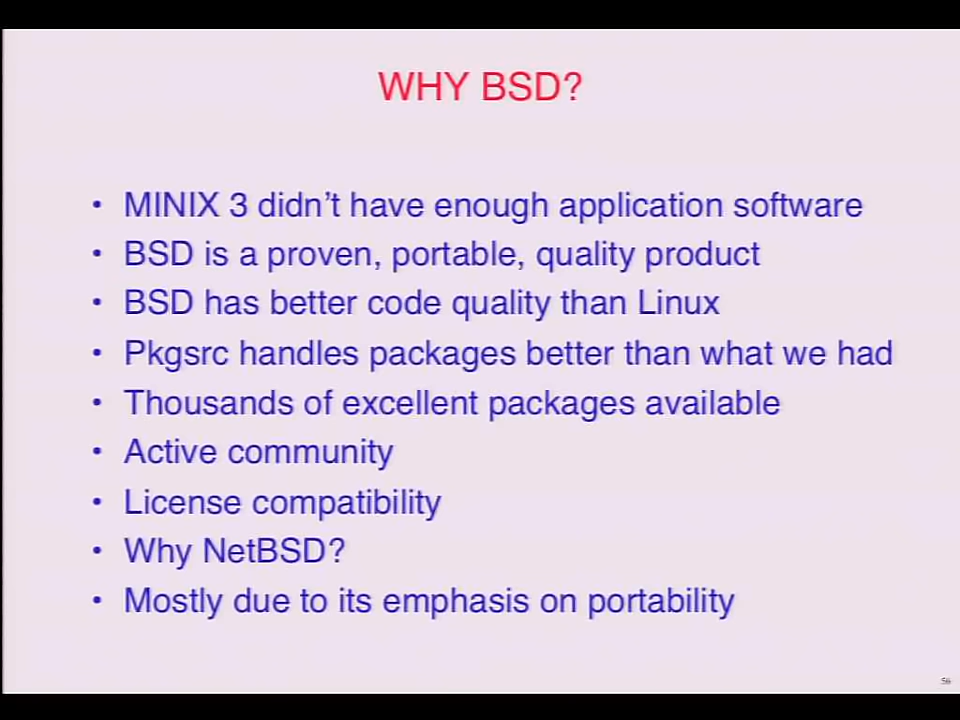 WHY BSD?
• MINIX 3 didn't have enough application software
• BSD is a proven, portable, quality product
• BSD has better code quality than Linux
• Pkgsrc handles packages better than what we had
• Thousands of excellent packages available
• Active community
• License compatibility
• Why NetBSD?
• Mostly due to its emphasis on portability